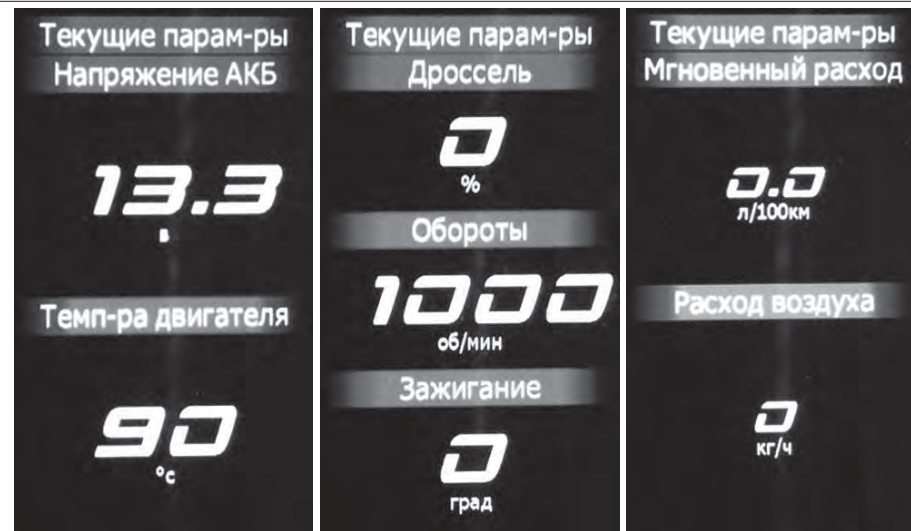 Текущие парам-ры
Напряжение АКБ
13.3
в
Темп-ра двигателя
90
°с
Текущие парам-ры
Дроссель
0
%
Обороты
1000
об/мин
Зажигание
0
град
Текущие парам-ры
Мгновенный расход
0.0
л/100км
Расход воздуха
0
кг/ч